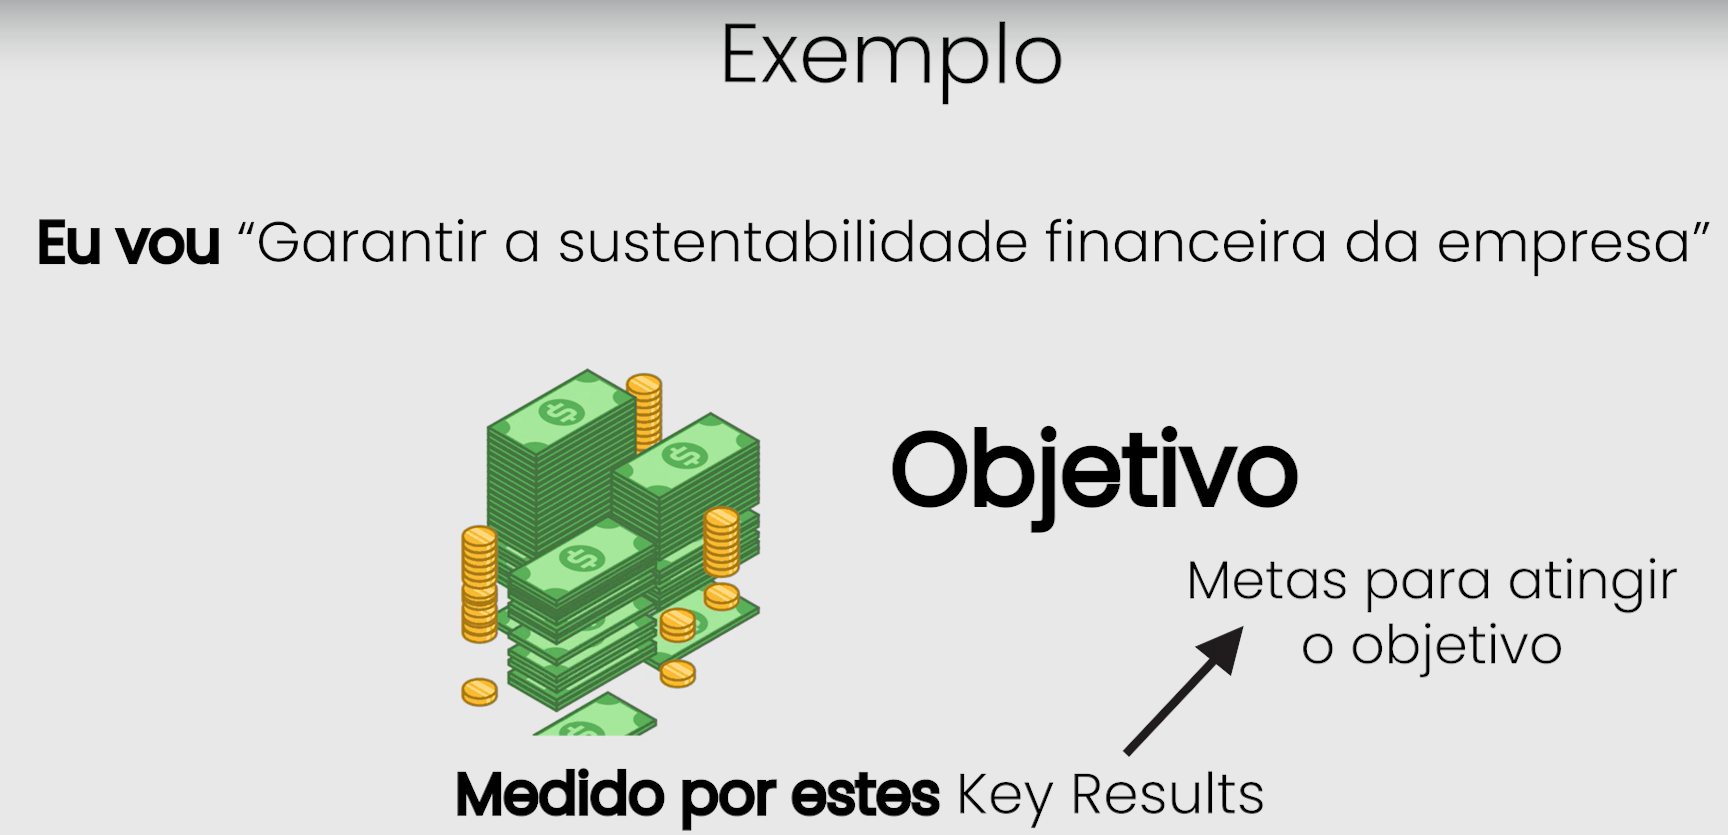 Exemplo
Eu vou “Garantir a sustentabilidade financeira da empresa”
Objetivo
Metas para atingir
o objetivo
Medido por estes Key Results